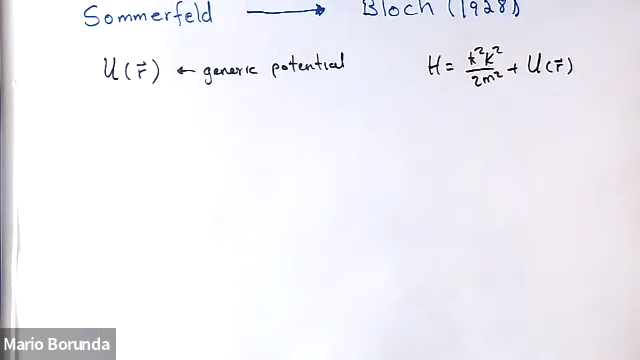 Sommerfeld → Bloch (1928)
U(r⃗) ← generic potential H = ħ²k²/2m² + U(r⃗)
Mario Borunda